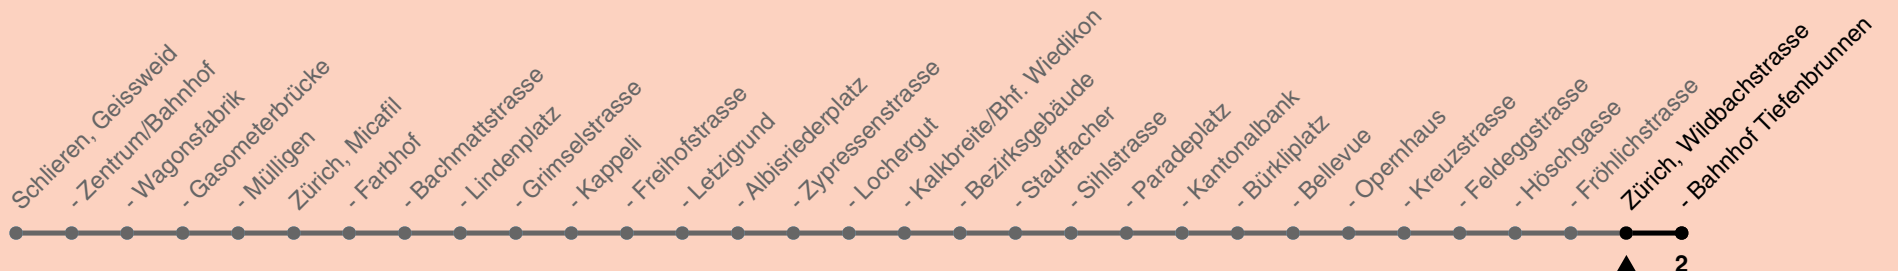 Schlieren, Geissweid
- Zentrum/Bahnhof
- Wagonsfabrik
- Gasometerbrücke
- Mülligen
Zürich, Micafil
- Farbhof
- Bachmattstrasse
- Lindenplatz
- Grimselstrasse
- Kappeli
- Freihofstrasse
- Letzigrund
- Albisriederplatz
- Zypressenstrasse
- Lochergut
- Kalkbreite/Bhf. Wiedikon
- Bezirksgebäude
- Stauffacher
- Sihlstrasse
- Paradeplatz
- Kantonalbank
- Bürkliplatz
- Bellevue
- Opernhaus
- Kreuzstrasse
- Feldeggstrasse
- Höschgasse
- Fröhlichstrasse
Zürich, Wildbachstrasse
- Bahnhof Tiefenbrunnen
2